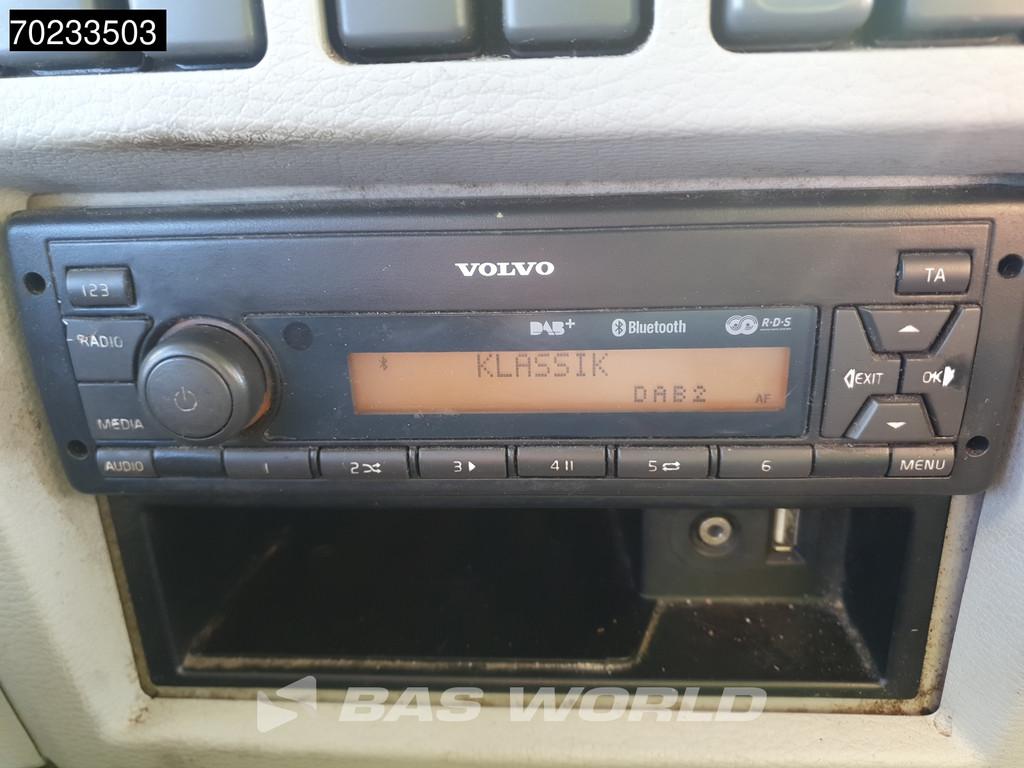 70233503
VOLVO
123
TA
DAB+
Bluetooth
R·D·S
RADIO
KLASSIK
EXIT
OK
DAB2
AF
MEDIA
AUDIO
1
2
3
4
5
6
MENU
BAS WORLD